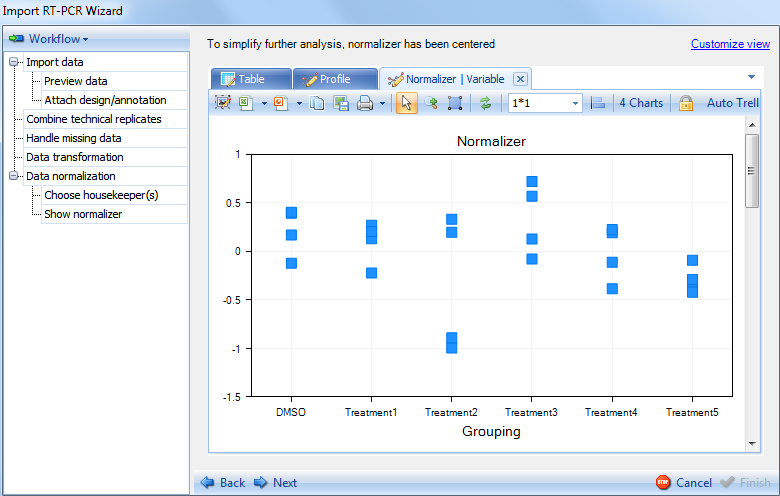 Import RT-PCR Wizard
Workflow
Import data
Preview data
Attach design/annotation
Combine technical replicates
Handle missing data
Data transformation
Data normalization
Choose housekeeper(s)
Show normalizer
To simplify further analysis, normalizer has been centered
Customize view
Table Profile Normalizer | Variable
1*1 4 Charts Auto Trell
Normalizer
1
0.5
0
-0.5
-1
-1.5
DMSO Treatment1 Treatment2 Treatment3 Treatment4 Treatment5
Grouping
Back Next STOP Cancel Finish